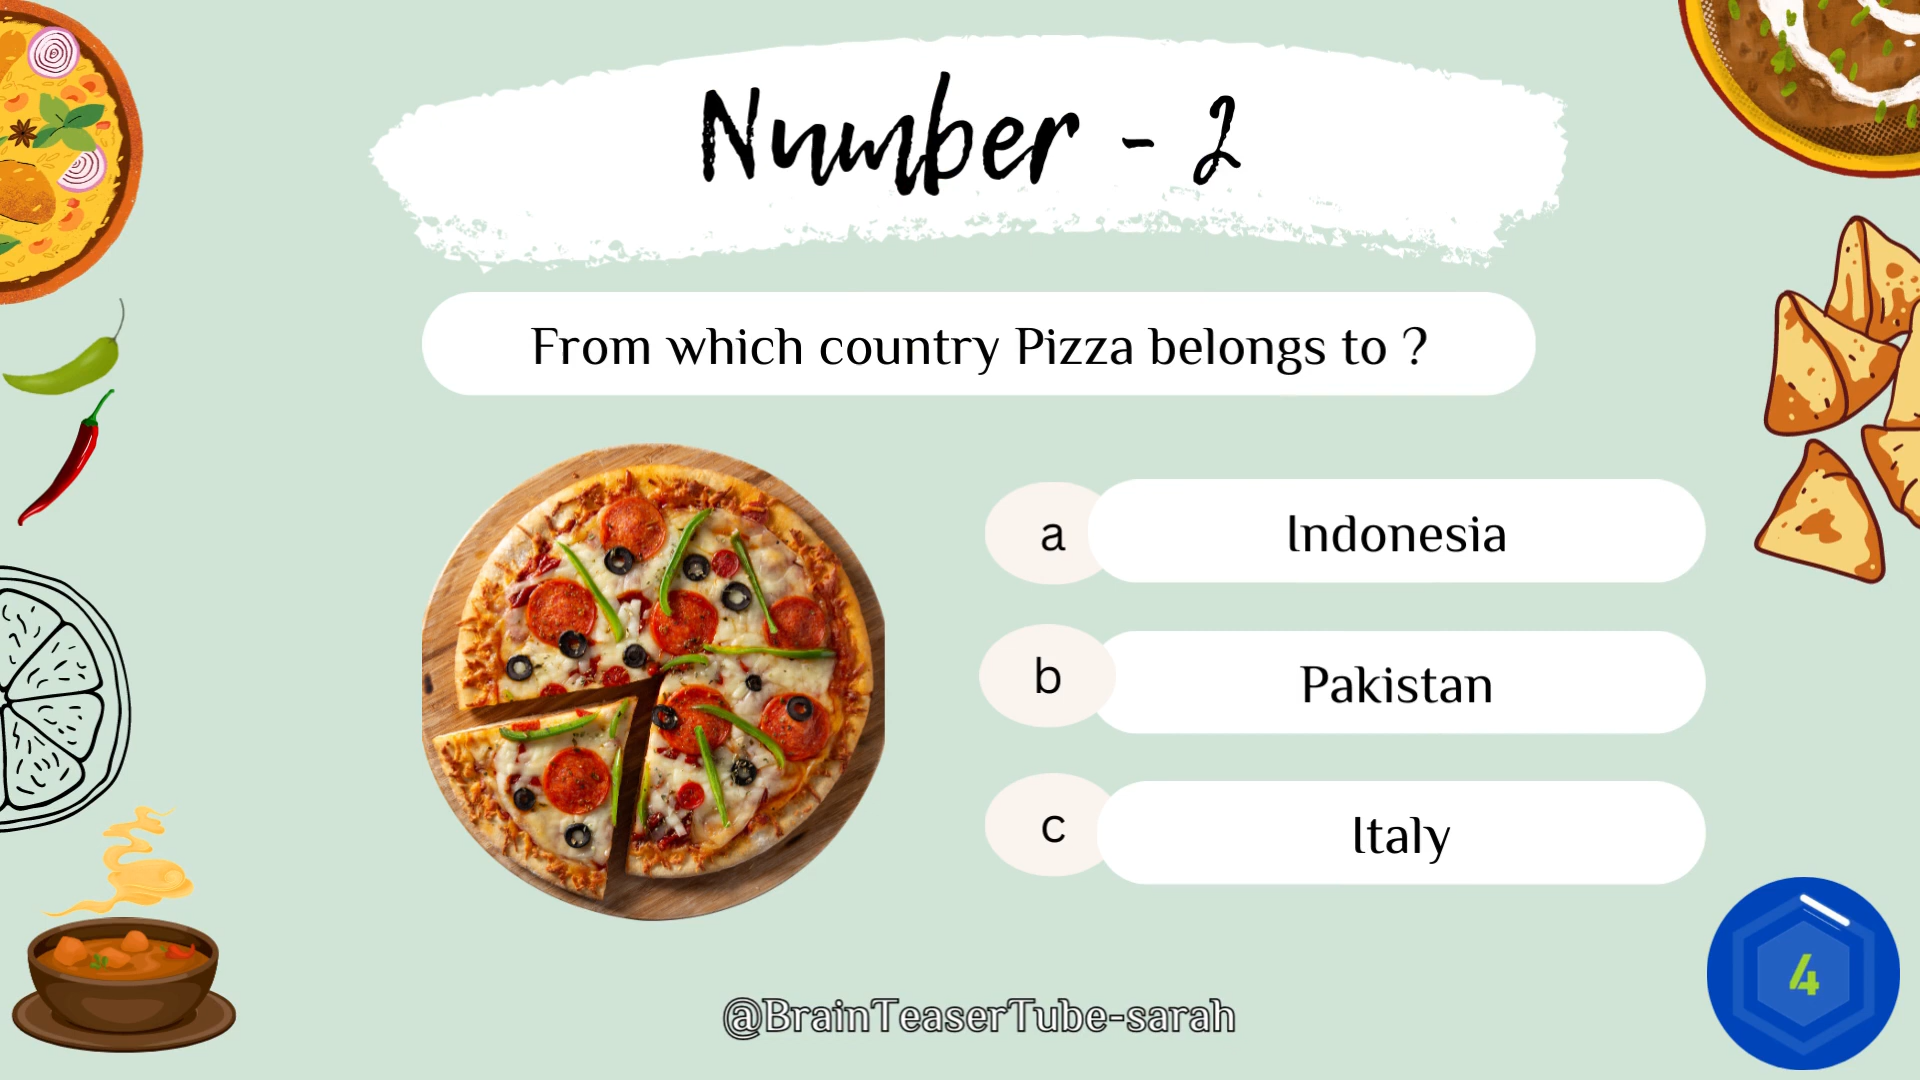 Number - 2
From which country Pizza belongs to ?
a Indonesia
b Pakistan
c Italy
4
@BrainTeaserTube-sarah